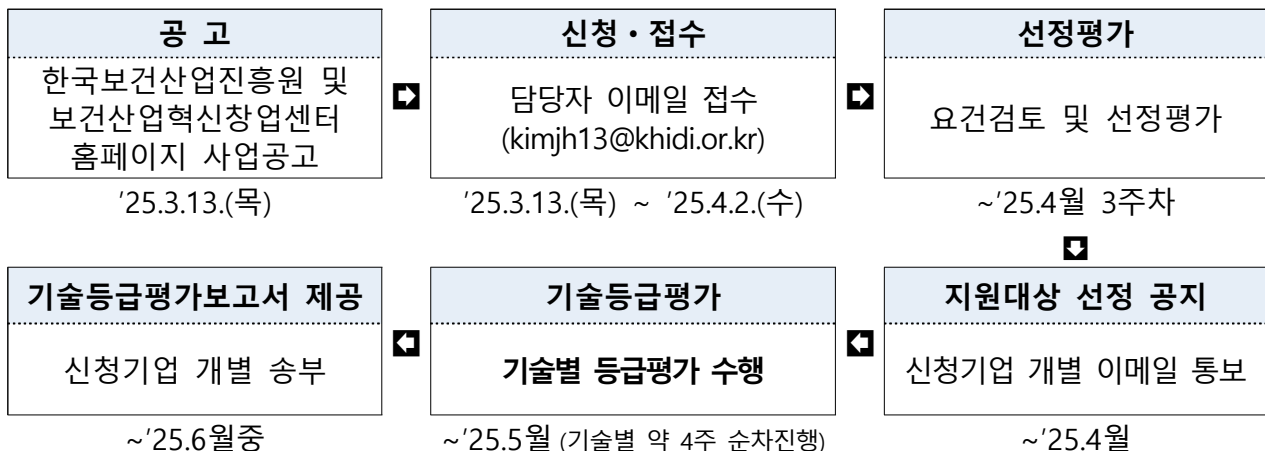 공 고
한국보건산업진흥원 및
보건산업혁신창업센터
홈페이지 사업공고
'25.3.13.(목)
신청・접수
담당자 이메일 접수
(kimjh13@khidi.or.kr)
'25.3.13.(목) ~ '25.4.2.(수)
선정평가
요건검토 및 선정평가
~'25.4월 3주차
지원대상 선정 공지
신청기업 개별 이메일 통보
~'25.4월
기술등급평가
기술별 등급평가 수행
~'25.5월 (기술별 약 4주 순차진행)
기술등급평가보고서 제공
신청기업 개별 송부
~'25.6월중